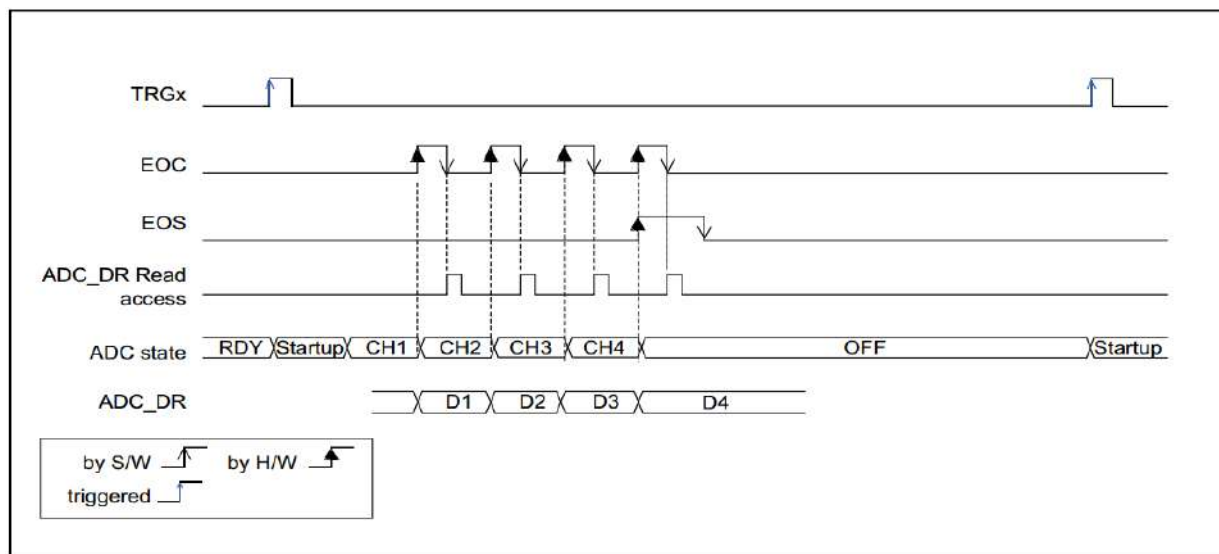 TRGx
EOC
EOS
ADC_DR Read
access
ADC state RDY Startup CH1 CH2 CH3 CH4 OFF Startup
ADC_DR D1 D2 D3 D4
by S/W by H/W
triggered